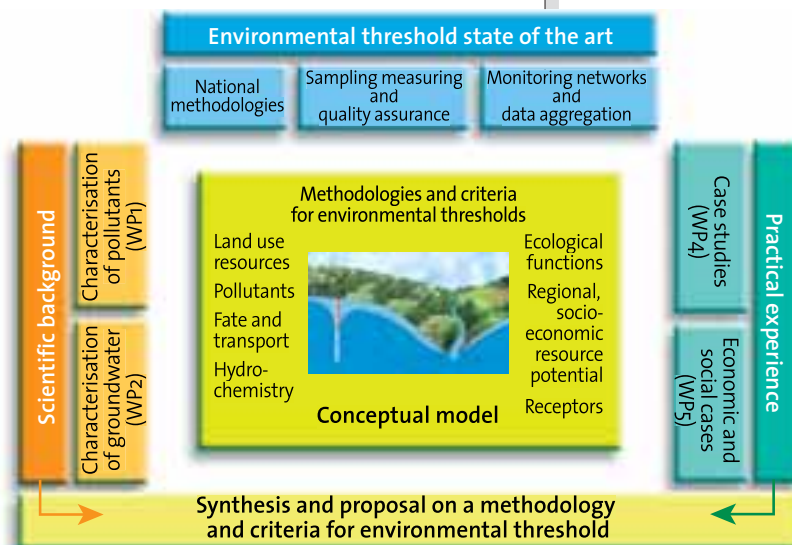 Environmental threshold state of the art
National
methodologies
Sampling measuring
and
quality assurance
Monitoring networks
and
data aggregation
Scientific background
Characterisation
of pollutants
(WP1)
Characterisation
of groundwater
(WP2)
Methodologies and criteria
for environmental thresholds
Land use
resources
Pollutants
Fate and
transport
Hydro-
chemistry
Ecological
functions
Regional,
socio-
economic
resource
potential
Receptors
Conceptual model
Case studies
(WP4)
Economic and
social cases
(WP5)
Practical experience
Synthesis and proposal on a methodology
and criteria for environmental threshold